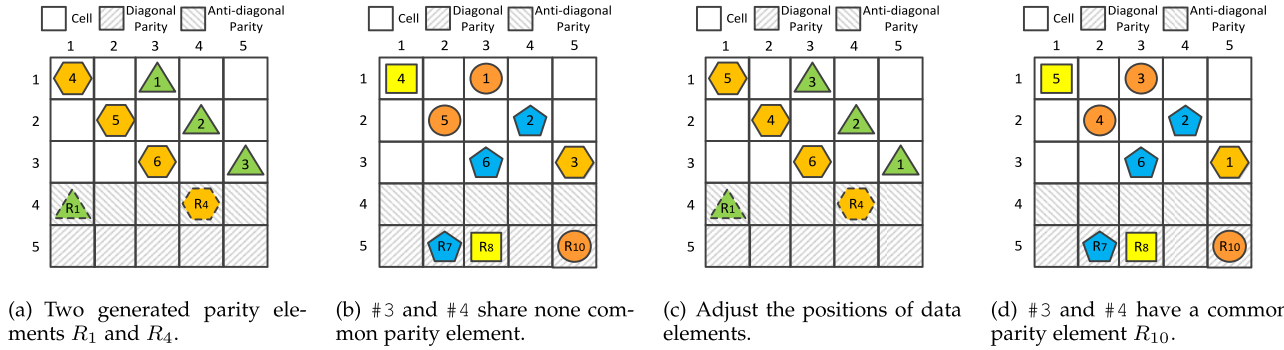 Cell Diagonal Parity Anti-diagonal Parity
1 2 3 4 5
1 4 1
2 5 2
3 6 3
4 R1 R4
5
(a) Two generated parity ele-
ments R1 and R4.
Cell Diagonal Parity Anti-diagonal Parity
1 2 3 4 5
1 4 1
2 5 2
3 6 3
4
5 R7 R8 R10
(b) #3 and #4 share none com-
mon parity element.
Cell Diagonal Parity Anti-diagonal Parity
1 2 3 4 5
1 5 3
2 4 2
3 6 1
4 R1 R4
5
(c) Adjust the positions of data
elements.
Cell Diagonal Parity Anti-diagonal Parity
1 2 3 4 5
1 5 3
2 4 2
3 6 1
4
5 R7 R8 R10
(d) #3 and #4 have a common
parity element R10.